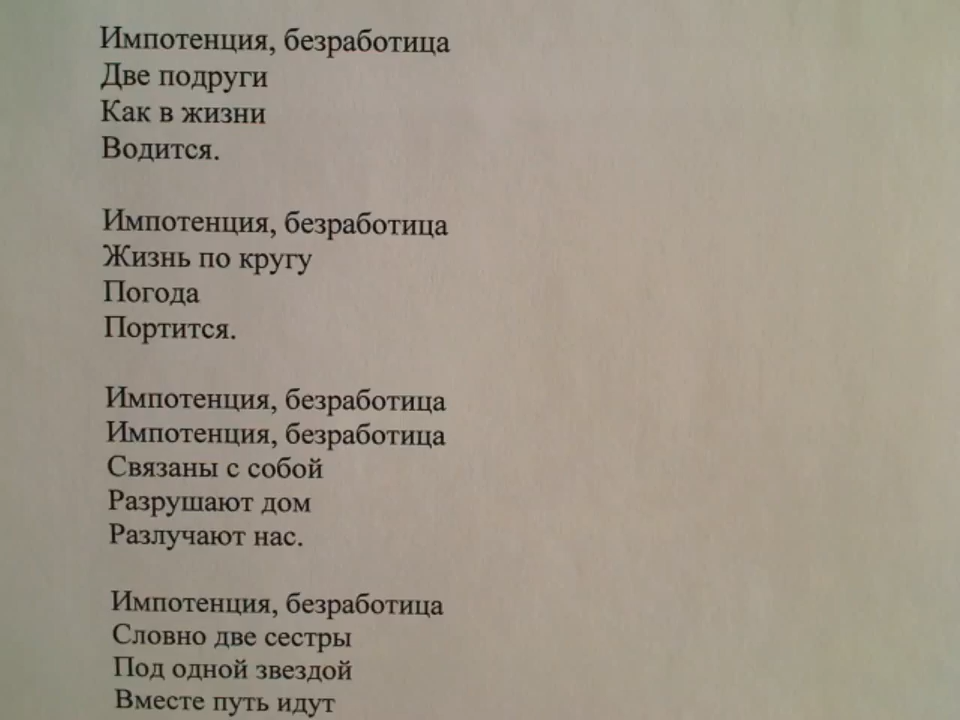 Импотенция, безработица
Две подруги
Как в жизни
Водится.
Импотенция, безработица
Жизнь по кругу
Погода
Портится.
Импотенция, безработица
Импотенция, безработица
Связаны с собой
Разрушают дом
Разлучают нас.
Импотенция, безработица
Словно две сестры
Под одной звездой
Вместе путь идут